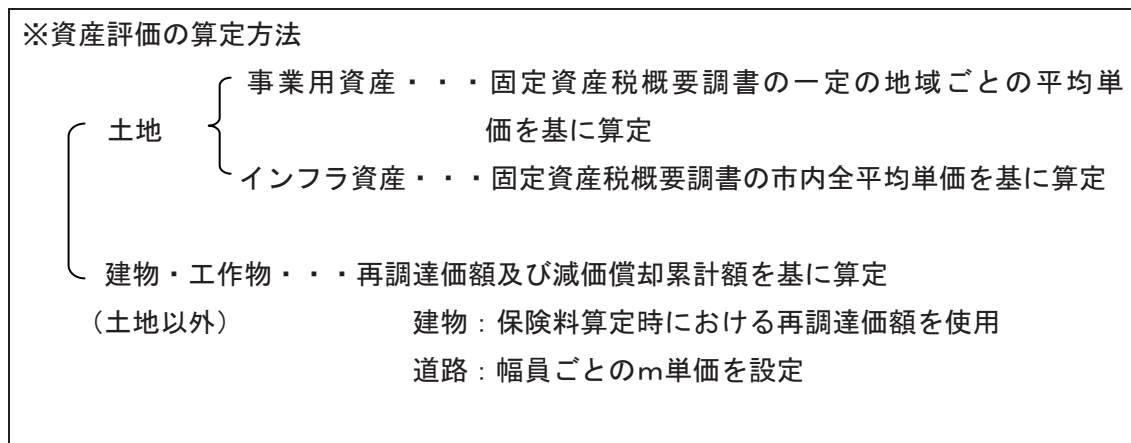 ※資産評価の算定方法
事業用資産・・・固定資産税概要調書の一定の地域ごとの平均単
土地
価を基に算定
インフラ資産・・・固定資産税概要調書の市内全平均単価を基に算定
建物・工作物・・・再調達価額及び減価償却累計額を基に算定
（土地以外）　建物：保険料算定時における再調達価額を使用
道路：幅員ごとのｍ単価を設定